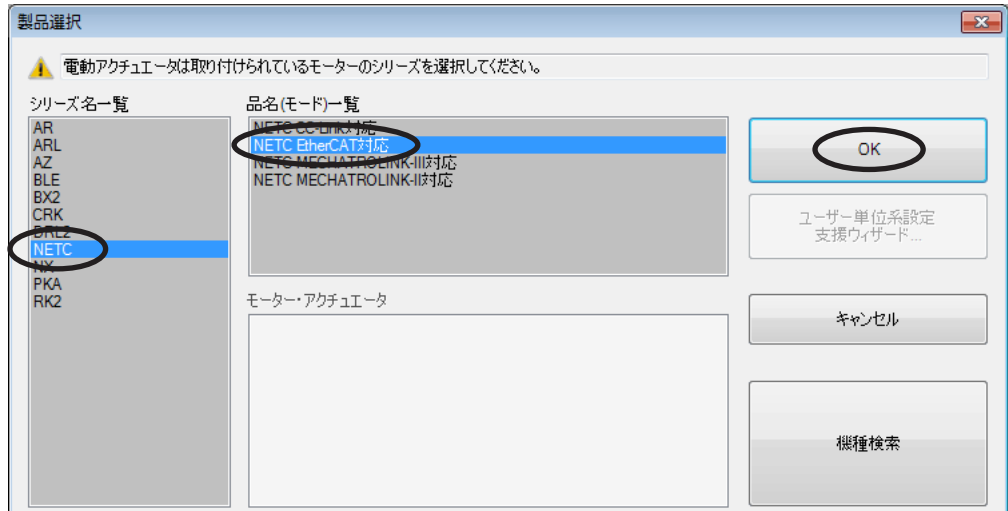 製品選択
電動アクチュエータは取り付けられているモーターのシリーズを選択してください。
シリーズ名一覧
AR
ARL
AZ
BLE
BX2
CRK
DRL2
NETC
NX
PKA
RK2
品名(モード)一覧
NETC CC-Link対応
NETC EtherCAT対応
NETC MECHATROLINK-III対応
NETC MECHATROLINK-II対応
モーター・アクチュエータ
OK
ユーザー単位系設定
支援ウィザード...
キャンセル
機種検索